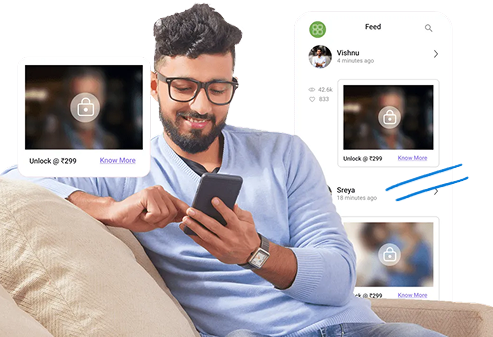 Feed
Vishnu
4 minutes ago
42.6k
833
Unlock @ ₹299 Know More
Unlock @ ₹299 Know More
Sreya
18 minutes ago
ock @ ₹299 Know More